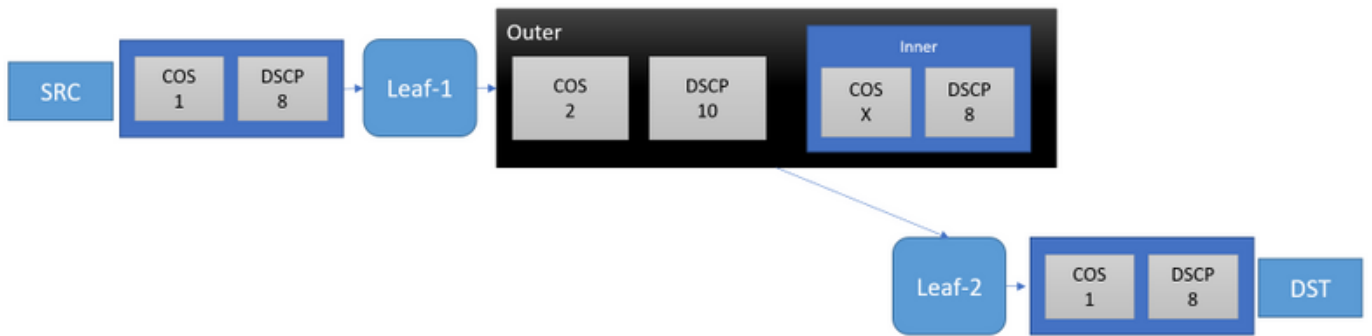 SRC
COS
1
DSCP
8
Leaf-1
Outer
COS
2
DSCP
10
Inner
COS
X
DSCP
8
Leaf-2
COS
1
DSCP
8
DST